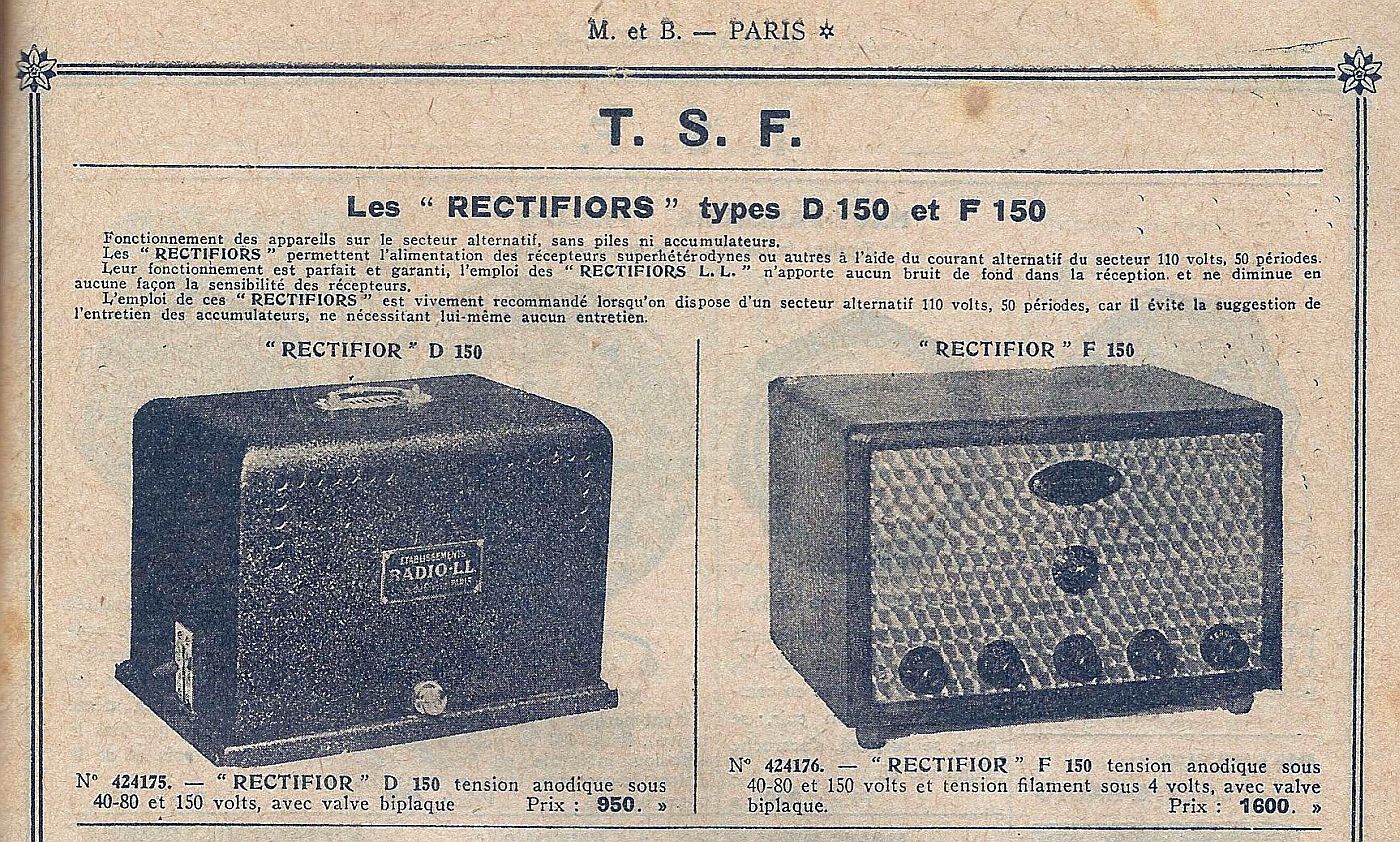 M. et B. — PARIS ✡
T. S. F.
Les “ RECTIFIORS ” types D 150 et F 150
Fonctionnement des appareils sur le secteur alternatif, sans piles ni accumulateurs.
Les “ RECTIFIORS ” permettent l'alimentation des récepteurs superhétérodynes ou autres à l'aide du courant alternatif du secteur 110 volts, 50 périodes.
Leur fonctionnement est parfait et garanti, l'emploi des “ RECTIFIORS L. L. ” n'apporte aucun bruit de fond dans la réception et ne diminue en
aucune façon la sensibilité des récepteurs.
L'emploi de ces “ RECTIFIORS ” est vivement recommandé lorsqu'on dispose d'un secteur alternatif 110 volts, 50 périodes, car il évite la suggestion de
l'entretien des accumulateurs, ne nécessitant lui-même aucun entretien.
“ RECTIFIOR ” D 150
ETABLISSEMENTS
RADIO-LL
PARIS
N° 424175. — “ RECTIFIOR ” D 150 tension anodique sous
40-80 et 150 volts, avec valve biplaque Prix : 950. »
“ RECTIFIOR ” F 150
N° 424176. — “ RECTIFIOR ” F 150 tension anodique sous
40-80 et 150 volts et tension filament sous 4 volts, avec valve
biplaque. Prix : 1600. »